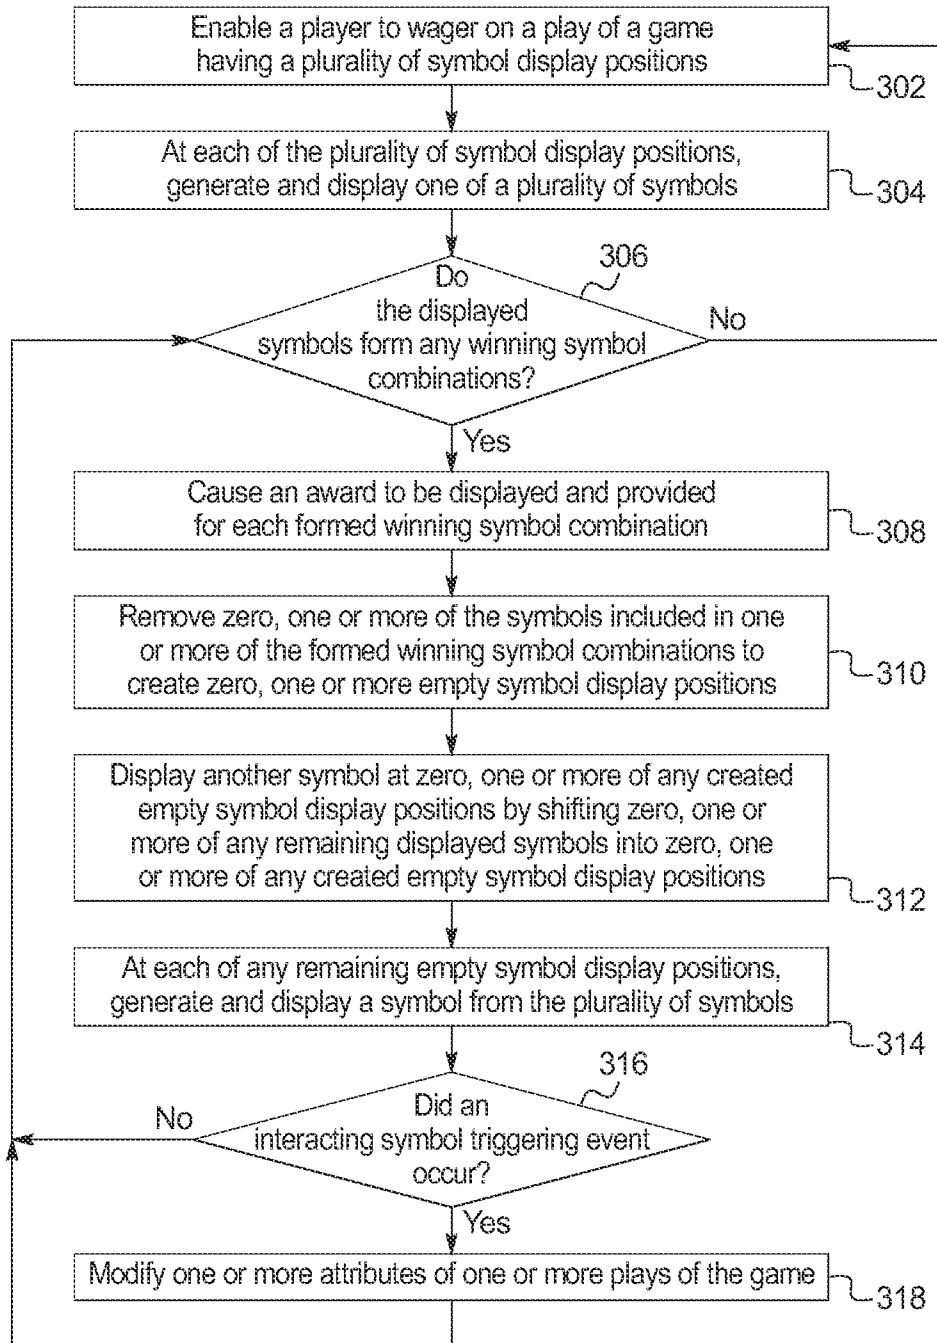 Enable a player to wager on a play of a game
having a plurality of symbol display positions
302
At each of the plurality of symbol display positions,
generate and display one of a plurality of symbols
304
306
Do
the displayed
symbols form any winning symbol
combinations?
No
Yes
Cause an award to be displayed and provided
for each formed winning symbol combination
308
Remove zero, one or more of the symbols included in one
or more of the formed winning symbol combinations to
create zero, one or more empty symbol display positions
310
Display another symbol at zero, one or more of any created
empty symbol display positions by shifting zero, one or
more of any remaining displayed symbols into zero, one
or more of any created empty symbol display positions
312
At each of any remaining empty symbol display positions,
generate and display a symbol from the plurality of symbols
314
316
No
Did an
interacting symbol triggering event
occur?
Yes
Modify one or more attributes of one or more plays of the game
318